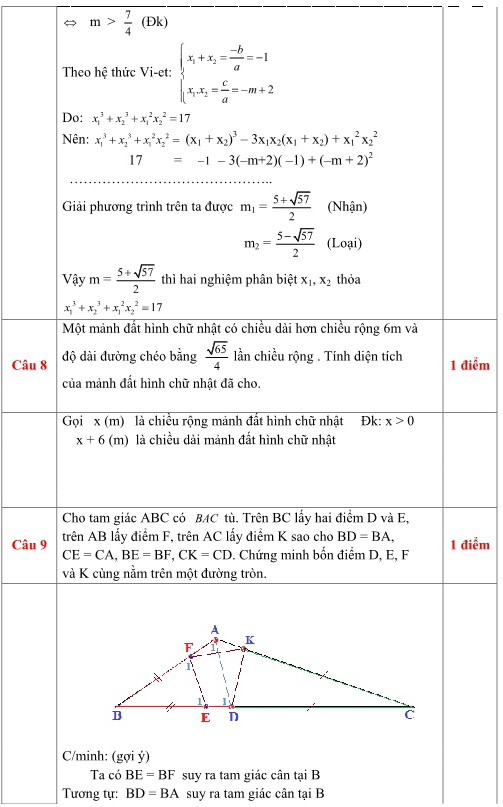 ⇔ m > 7/4 (Đk)
Theo hệ thức Vi-et: { x₁ + x₂ = -b/a = -1
x₁.x₂ = c/a = -m + 2
Do: x₁³ + x₂³ + x₁²x₂² = 17
Nên: x₁³ + x₂³ + x₁²x₂² = (x₁ + x₂)³ – 3x₁x₂(x₁ + x₂) + x₁²x₂²
17 = –1 – 3(–m+2)( –1) + (–m + 2)²
………………………………………..
Giải phương trình trên ta được m₁ = (5+√57)/2 (Nhận)
m₂ = (5−√57)/2 (Loại)
Vậy m = (5+√57)/2 thì hai nghiệm phân biệt x₁, x₂ thỏa
x₁³ + x₂³ + x₁²x₂² = 17
Câu 8
Một mảnh đất hình chữ nhật có chiều dài hơn chiều rộng 6m và
độ dài đường chéo bằng √65/4 lần chiều rộng . Tính diện tích
của mảnh đất hình chữ nhật đã cho.
1 điểm
Gọi x (m) là chiều rộng mảnh đất hình chữ nhật Đk: x > 0
x + 6 (m) là chiều dài mảnh đất hình chữ nhật
Câu 9
Cho tam giác ABC có BAC tù. Trên BC lấy hai điểm D và E,
trên AB lấy điểm F, trên AC lấy điểm K sao cho BD = BA,
CE = CA, BE = BF, CK = CD. Chứng minh bốn điểm D, E, F
và K cùng nằm trên một đường tròn.
1 điểm
A
F 1 K
1
1 1
B E D C
C/minh: (gợi ý)
Ta có BE = BF suy ra tam giác cân tại B
Tương tự: BD = BA suy ra tam giác cân tại B